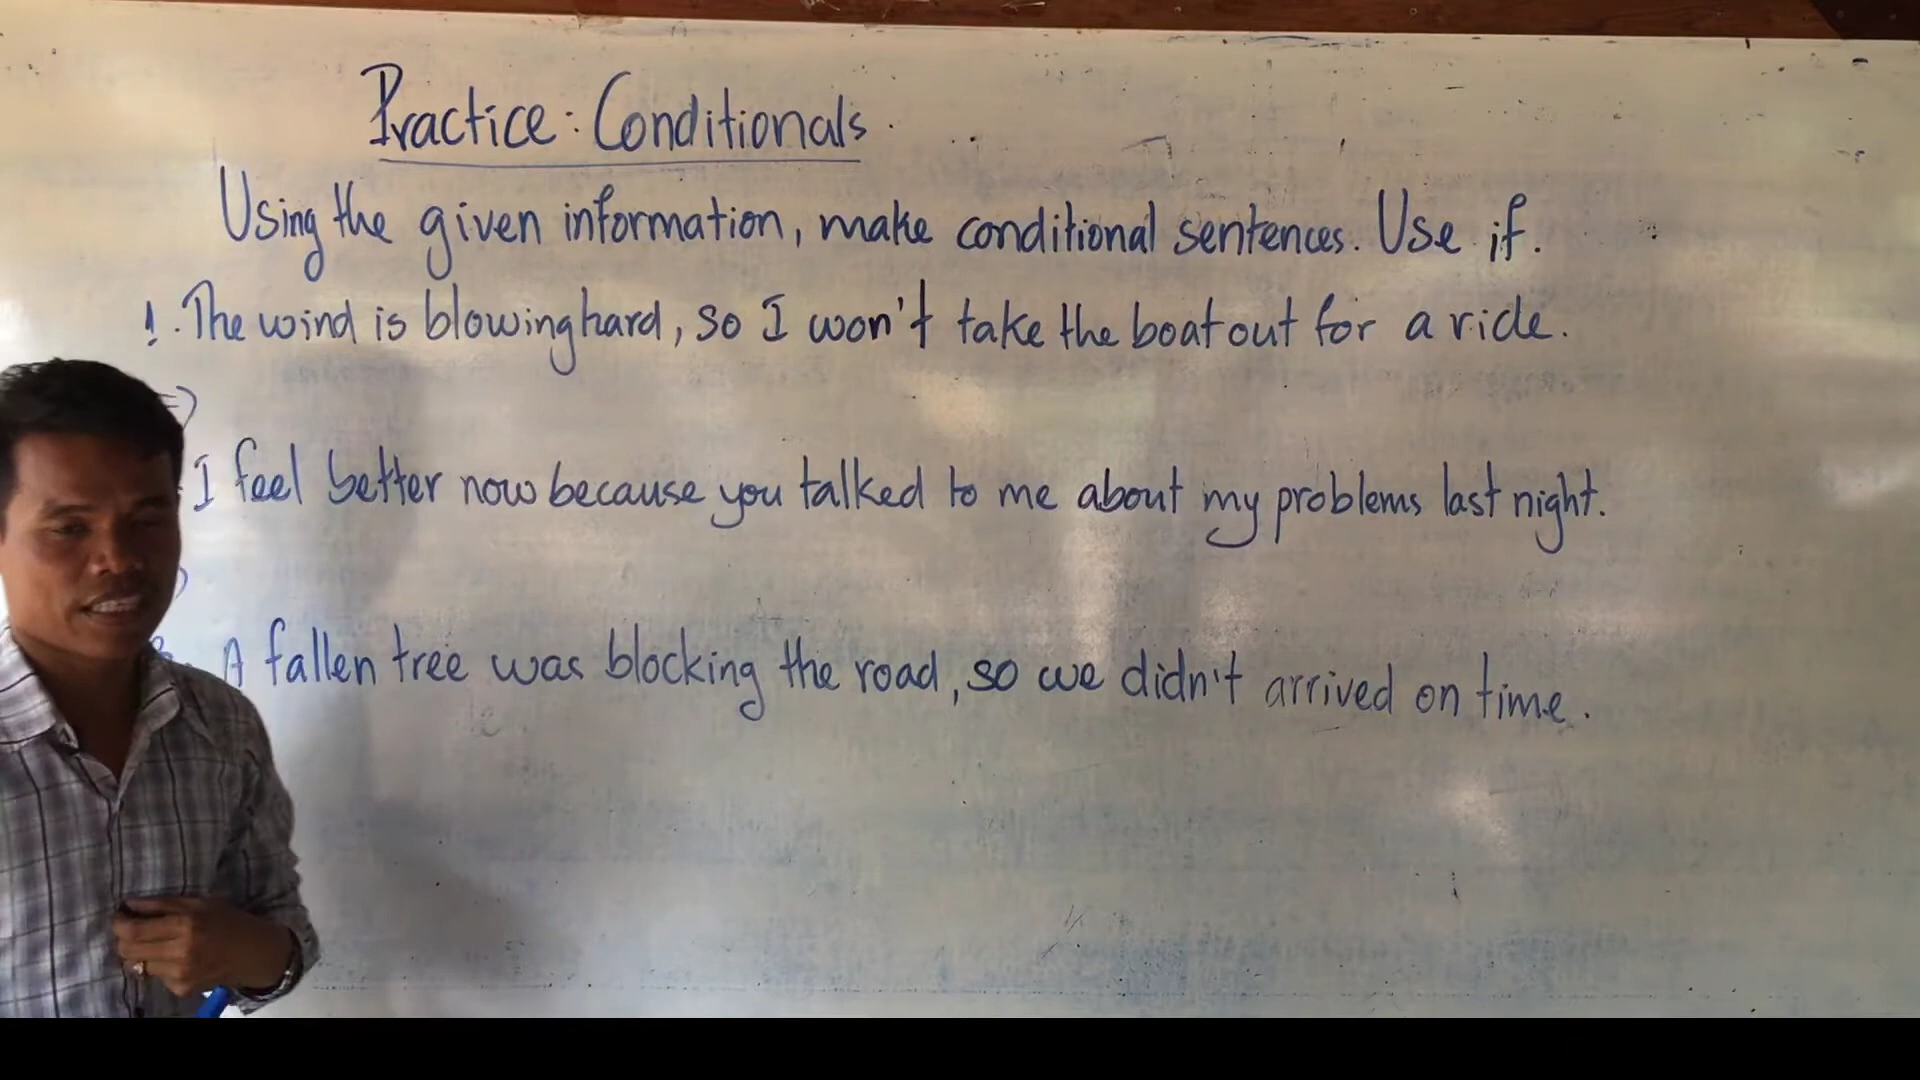 Practice: Conditionals.
Using the given information, make conditional sentences. Use if.
1. The wind is blowing hard, so I won't take the boat out for a ride.
I feel better now because you talked to me about my problems last night.
A fallen tree was blocking the road, so we didn't arrived on time.